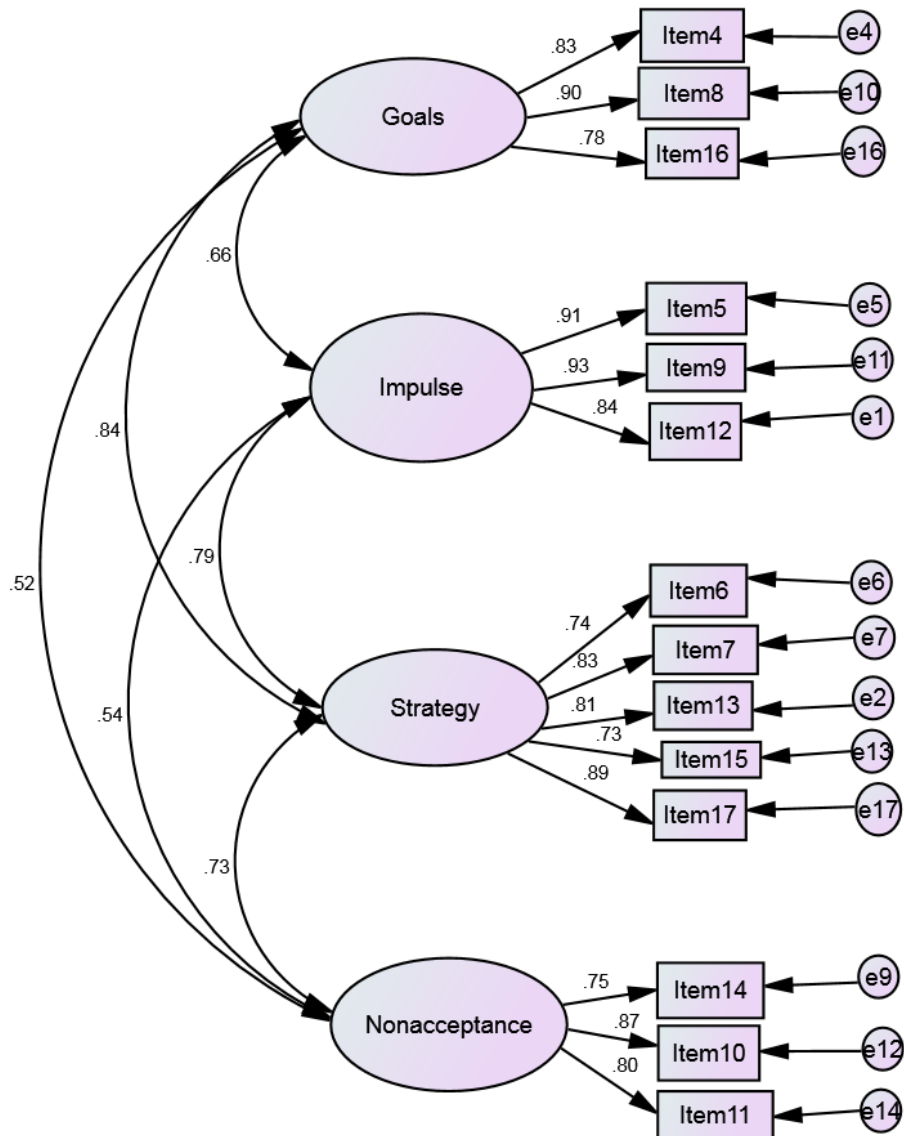 .83
Item4
e4
Goals
.90
Item8
e10
.78
Item16
e16
.66
.91
Item5
e5
Impulse
.93
Item9
e11
.84
Item12
e1
.84
.79
.52
.74
Item6
e6
.83
Item7
e7
Strategy
.81
Item13
e2
.73
Item15
e13
.89
Item17
e17
.54
.73
.75
Item14
e9
Nonacceptance
.87
Item10
e12
.80
Item11
e14